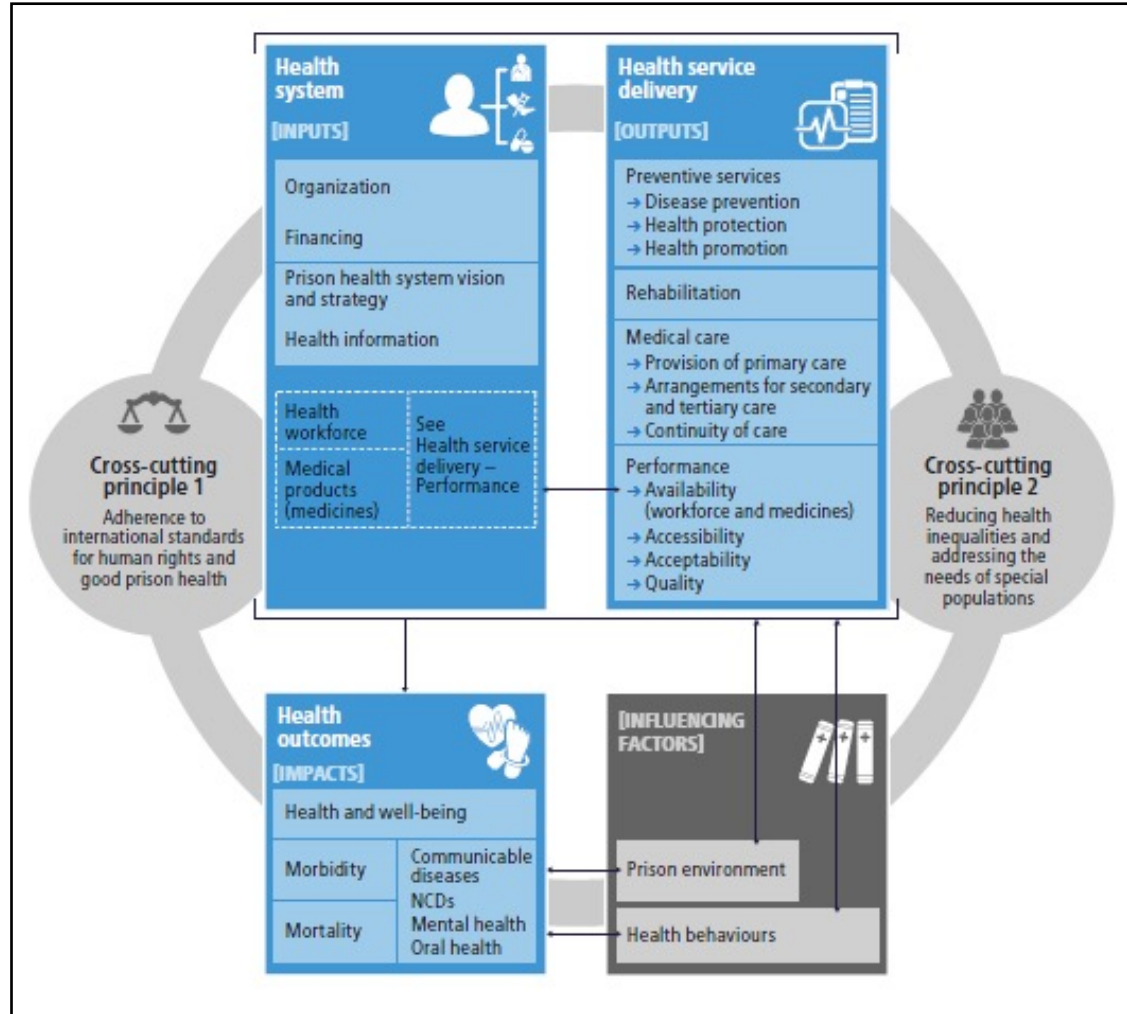 Health
system
[INPUTS]
Organization
Financing
Prison health system vision
and strategy
Health information
Health
workforce
Medical
products
(medicines)
See
Health service
delivery –
Performance
Health service
delivery
[OUTPUTS]
Preventive services
→ Disease prevention
→ Health protection
→ Health promotion
Rehabilitation
Medical care
→ Provision of primary care
→ Arrangements for secondary
and tertiary care
→ Continuity of care
Performance
→ Availability
(workforce and medicines)
→ Accessibility
→ Acceptability
→ Quality
Cross-cutting
principle 1
Adherence to
international standards
for human rights and
good prison health
Cross-cutting
principle 2
Reducing health
inequalities and
addressing the
needs of special
populations
Health
outcomes
[IMPACTS]
Health and well-being
Morbidity
Mortality
Communicable
diseases
NCDs
Mental health
Oral health
[INFLUENCING
FACTORS]
Prison environment
Health behaviours